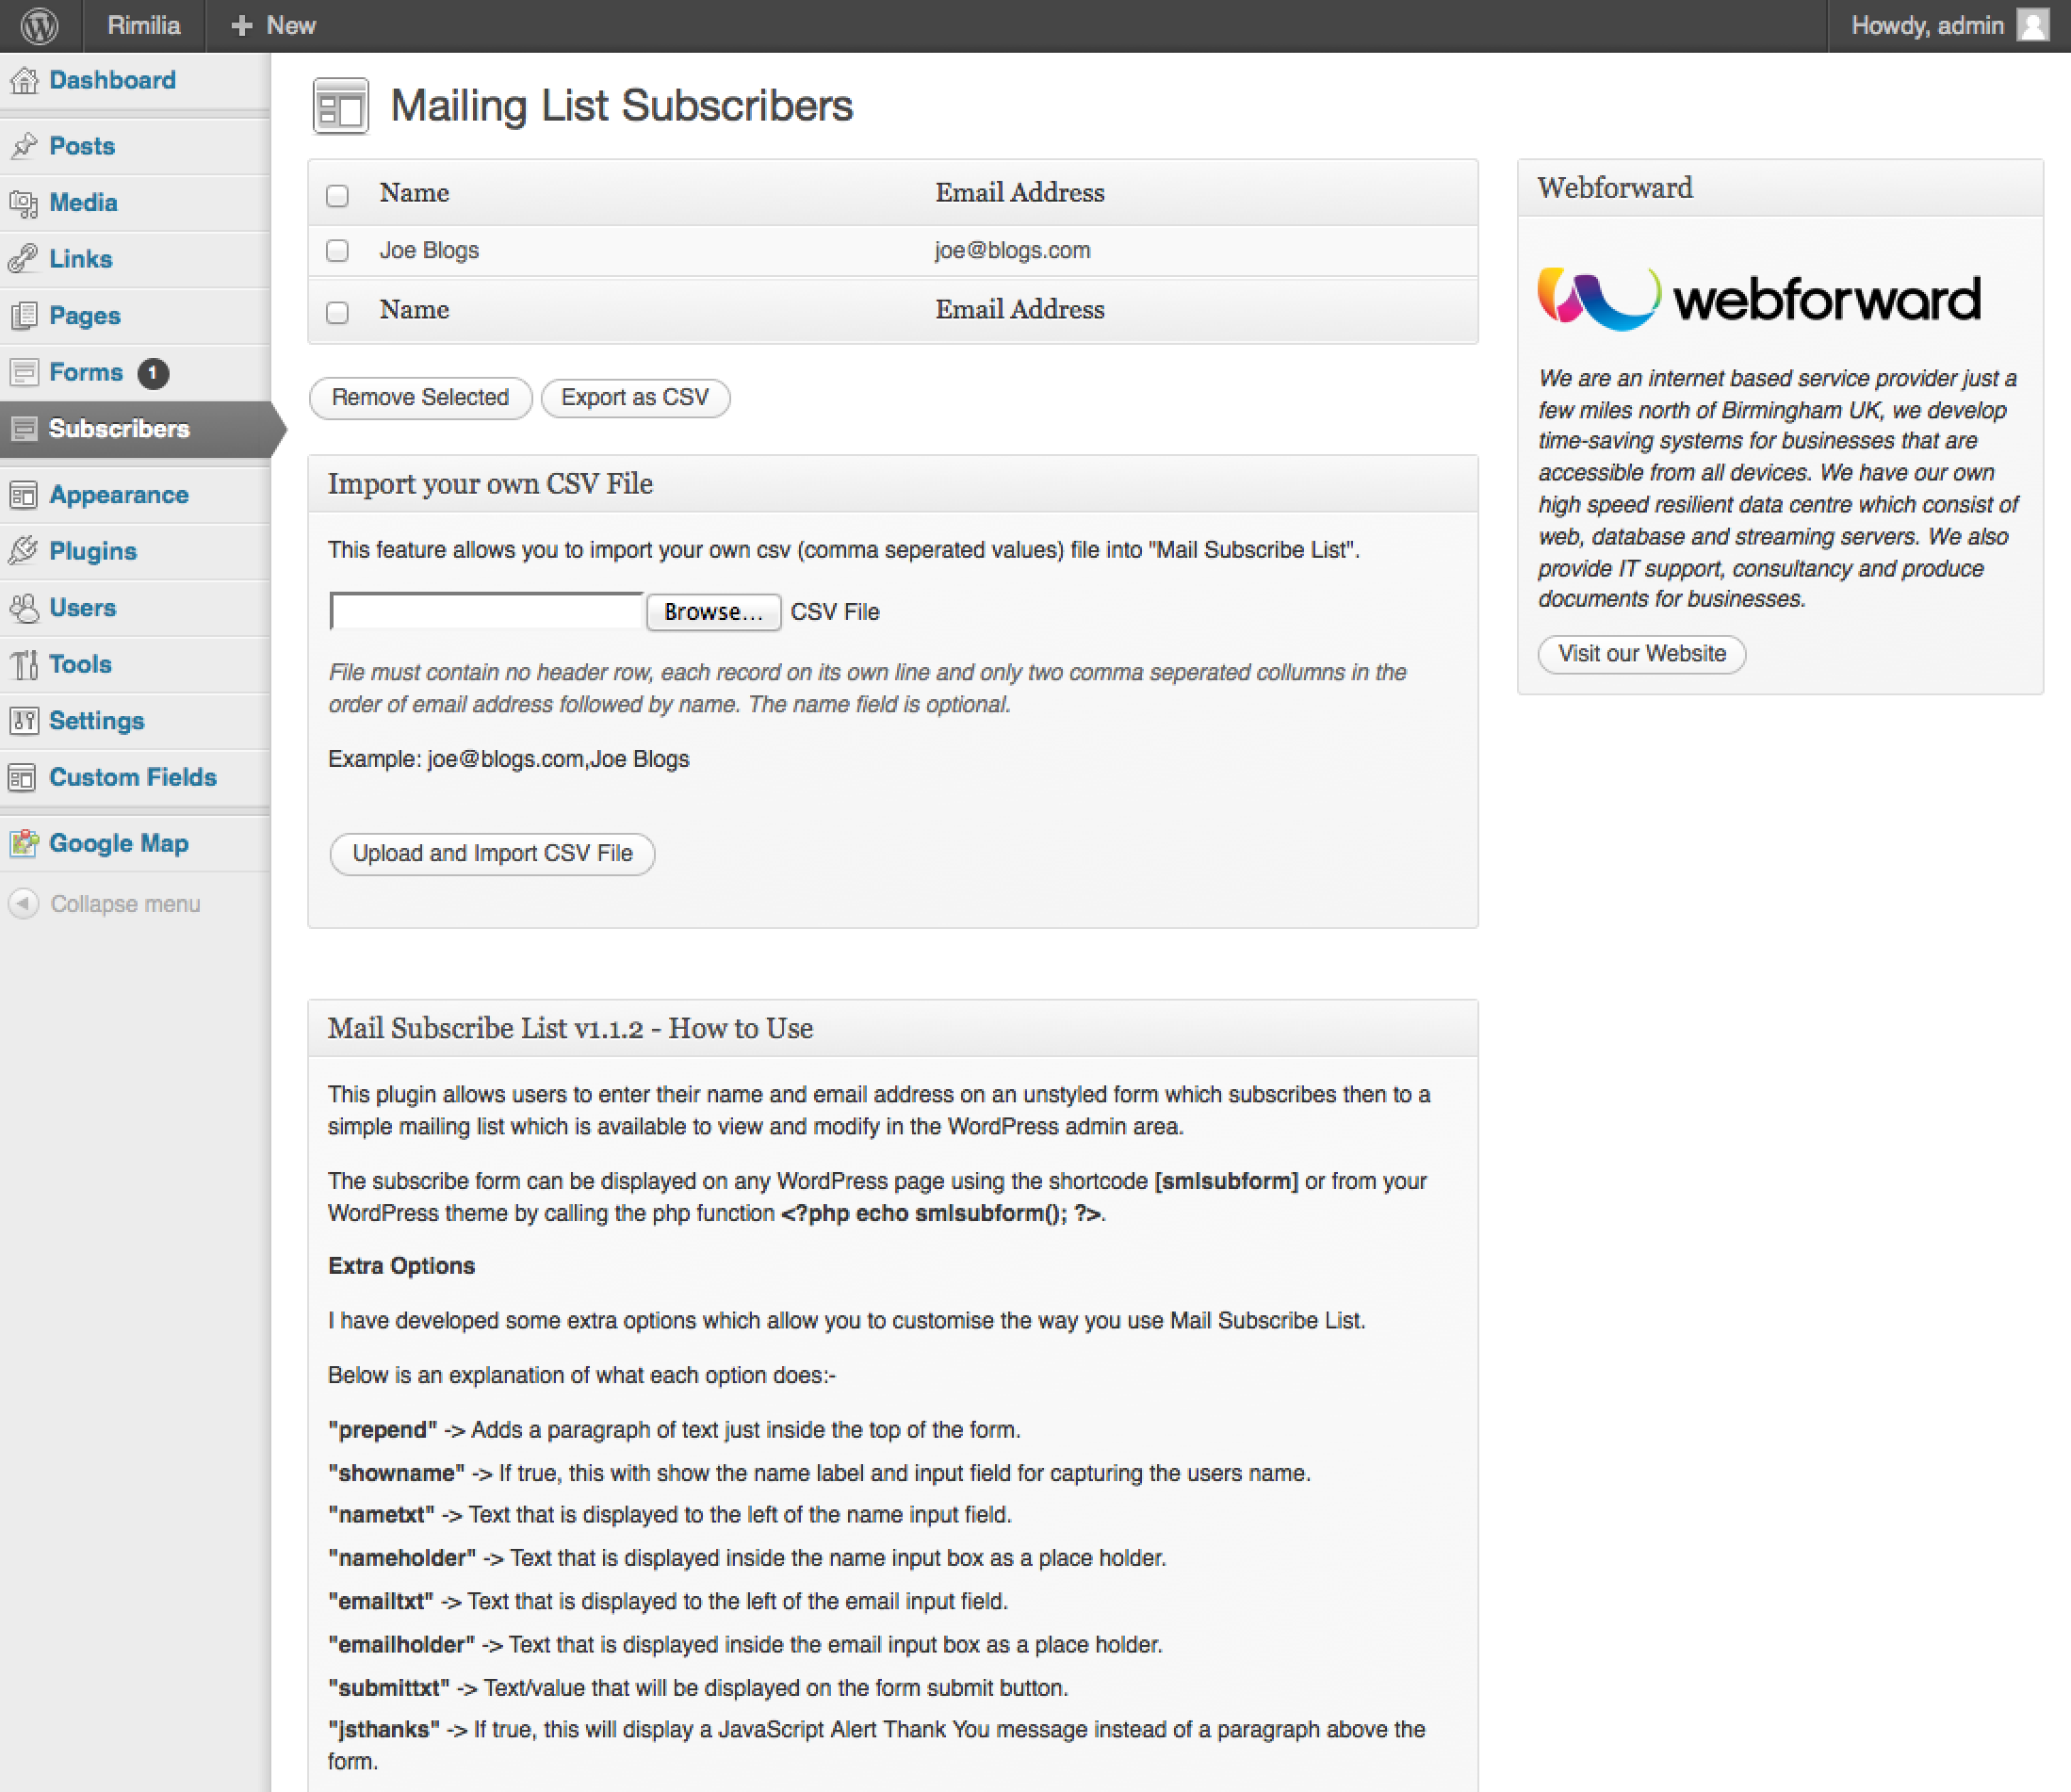 Rimilia
New
Howdy, admin
Dashboard
Posts
Media
Links
Pages
Forms 1
Subscribers
Appearance
Plugins
Users
Tools
Settings
Custom Fields
Google Map
Collapse menu
Mailing List Subscribers
Name Email Address
Joe Blogs joe@blogs.com
Name Email Address
Remove Selected Export as CSV
Import your own CSV File
This feature allows you to import your own csv (comma seperated values) file into "Mail Subscribe List".
Browse... CSV File
File must contain no header row, each record on its own line and only two comma seperated collumns in the
order of email address followed by name. The name field is optional.
Example: joe@blogs.com,Joe Blogs
Upload and Import CSV File
Mail Subscribe List v1.1.2 - How to Use
This plugin allows users to enter their name and email address on an unstyled form which subscribes then to a
simple mailing list which is available to view and modify in the WordPress admin area.
The subscribe form can be displayed on any WordPress page using the shortcode [smlsubform] or from your
WordPress theme by calling the php function <?php echo smlsubform(); ?>.
Extra Options
I have developed some extra options which allow you to customise the way you use Mail Subscribe List.
Below is an explanation of what each option does:-
"prepend" -> Adds a paragraph of text just inside the top of the form.
"showname" -> If true, this with show the name label and input field for capturing the users name.
"nametxt" -> Text that is displayed to the left of the name input field.
"nameholder" -> Text that is displayed inside the name input box as a place holder.
"emailtxt" -> Text that is displayed to the left of the email input field.
"emailholder" -> Text that is displayed inside the email input box as a place holder.
"submittxt" -> Text/value that will be displayed on the form submit button.
"jsthanks" -> If true, this will display a JavaScript Alert Thank You message instead of a paragraph above the
form.
Webforward
webforward
We are an internet based service provider just a
few miles north of Birmingham UK, we develop
time-saving systems for businesses that are
accessible from all devices. We have our own
high speed resilient data centre which consist of
web, database and streaming servers. We also
provide IT support, consultancy and produce
documents for businesses.
Visit our Website